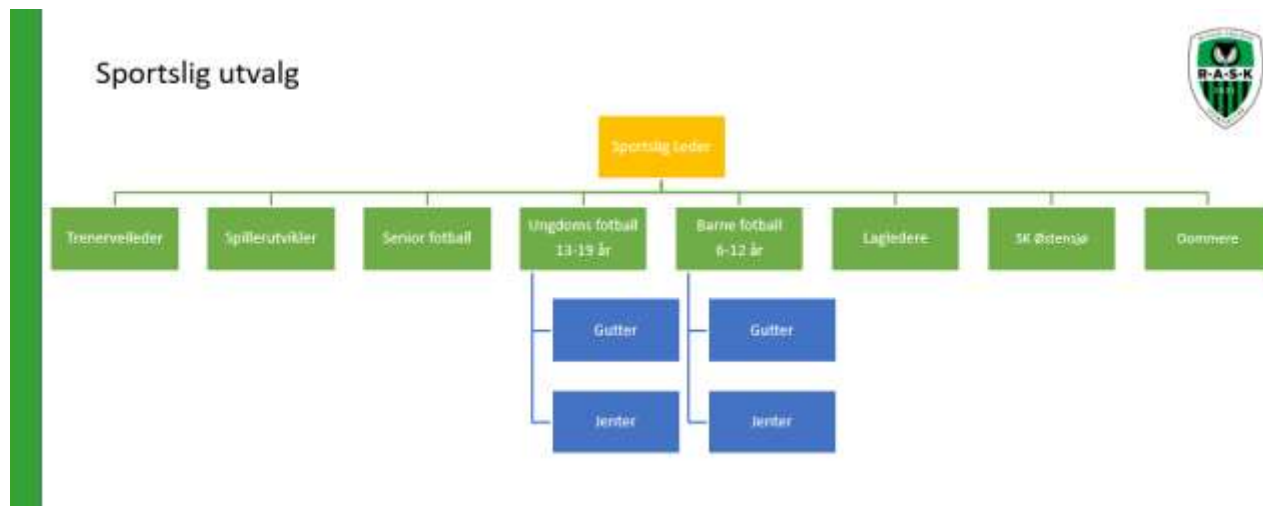 Sportslig utvalg
R-A-S-K
Sportslig Leder
Trenerveileder
Spillerutvikler
Senior fotball
Ungdoms fotball
13-19 år
Barne fotball
6-12 år
Lagledere
SK Østensjø
Dommere
Gutter
Gutter
Jenter
Jenter